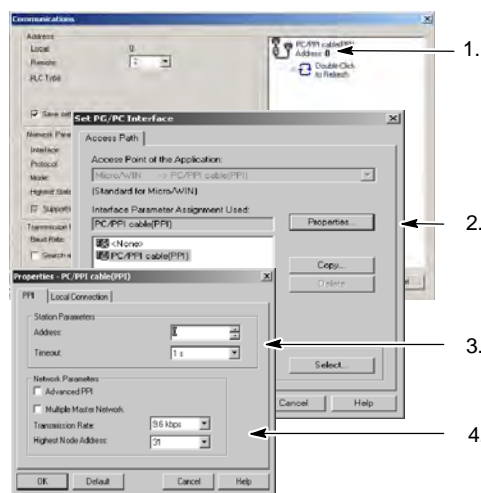 Communications
Address
Local: 0
Remote: 2
PLC Type
Save set
Network Para
Interface:
Protocol
Mode:
Highest Stati
Supports
Transmission
Baud Rate:
Search a
PC/PPI cable(PPI)
Address: 0
Double-Click
to Refresh
1.
Set PG/PC Interface
Access Path
Access Point of the Application:
Micro/WIN -> PC/PPI cable(PPI)
(Standard for Micro/WIN)
Interface Parameter Assignment Used:
PC/PPI cable(PPI)
Properties...
2.
<None>
PC/PPI cable(PPI)
Copy...
Delete
Select...
Cancel
Help
Properties - PC/PPI cable(PPI)
PPI
Local Connection
Station Parameters
Address:
Timeout: 1 s
3.
Network Parameters
Advanced PPI
Multiple Master Network
Transmission Rate: 9.6 kbps
Highest Node Address: 31
4
OK
Default
Cancel
Help